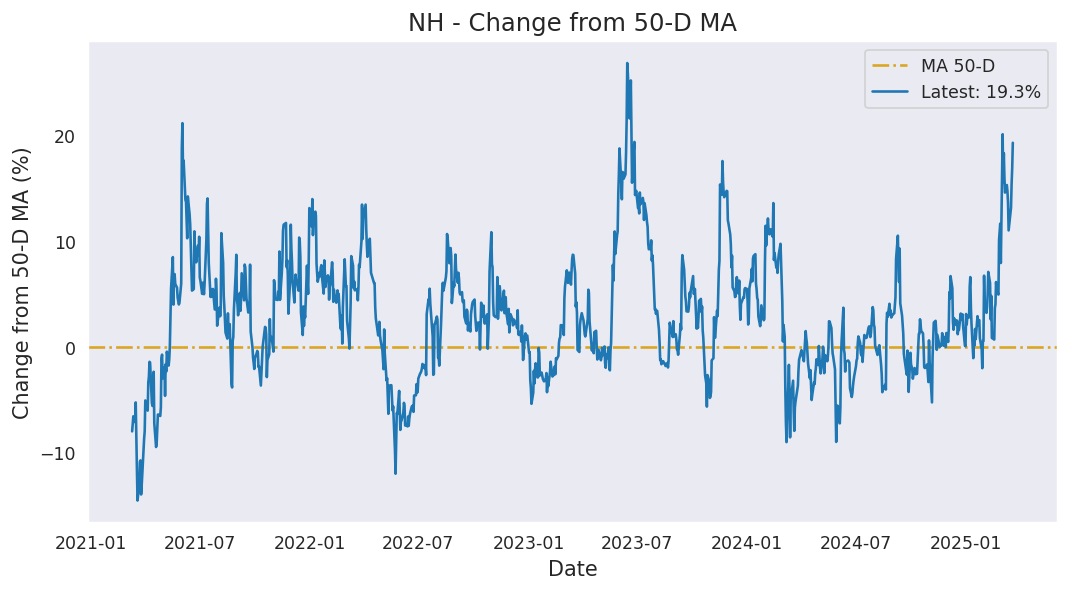 NH - Change from 50-D MA
MA 50-D
Latest: 19.3%
Change from 50-D MA (%)
20
10
0
−10
2021-01
2021-07
2022-01
2022-07
2023-01
2023-07
2024-01
2024-07
2025-01
Date